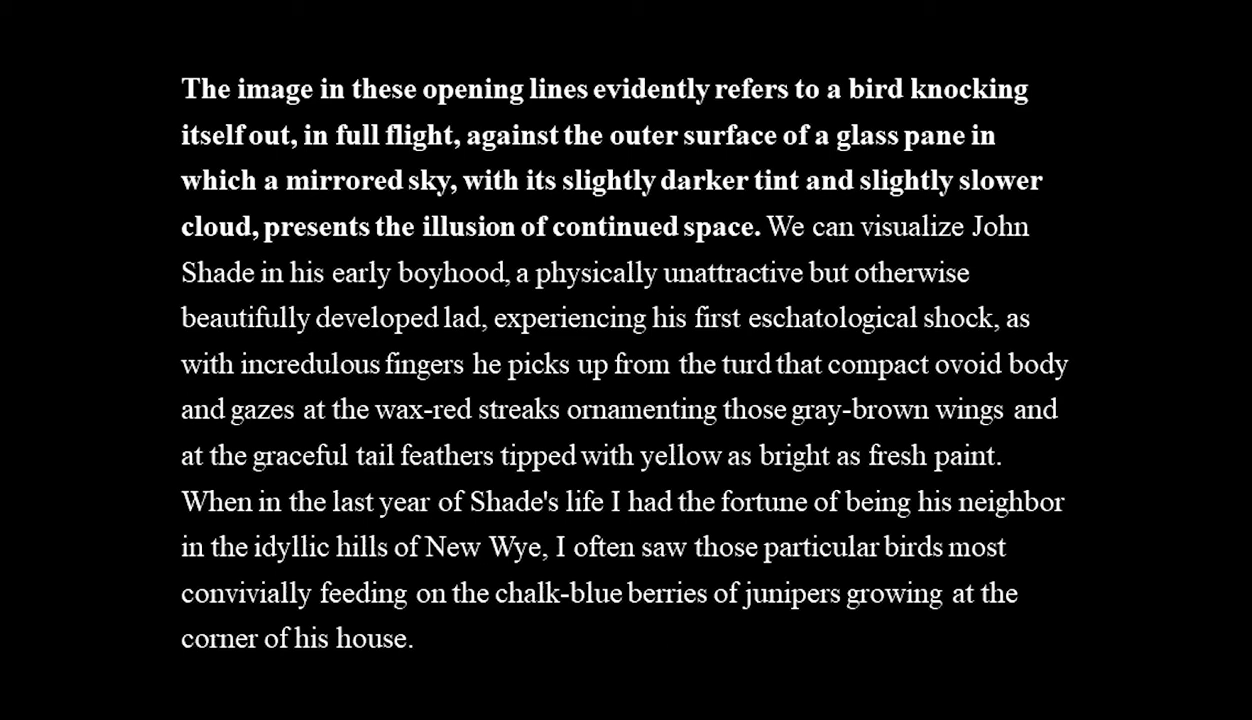 The image in these opening lines evidently refers to a bird knocking
itself out, in full flight, against the outer surface of a glass pane in
which a mirrored sky, with its slightly darker tint and slightly slower
cloud, presents the illusion of continued space. We can visualize John
Shade in his early boyhood, a physically unattractive but otherwise
beautifully developed lad, experiencing his first eschatological shock, as
with incredulous fingers he picks up from the turd that compact ovoid body
and gazes at the wax-red streaks ornamenting those gray-brown wings and
at the graceful tail feathers tipped with yellow as bright as fresh paint.
When in the last year of Shade's life I had the fortune of being his neighbor
in the idyllic hills of New Wye, I often saw those particular birds most
convivially feeding on the chalk-blue berries of junipers growing at the
corner of his house.